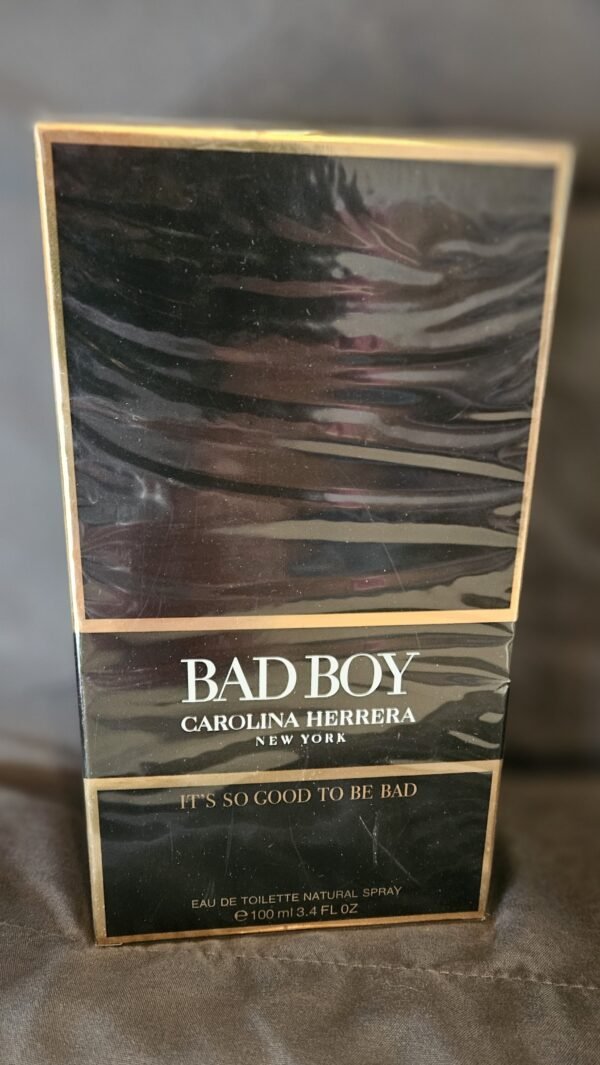 BAD BOY
CAROLINA HERRERA
NEW YORK
IT'S SO GOOD TO BE BAD
EAU DE TOILETTE NATURAL SPRAY
℮ 100 ml 3.4 FL OZ